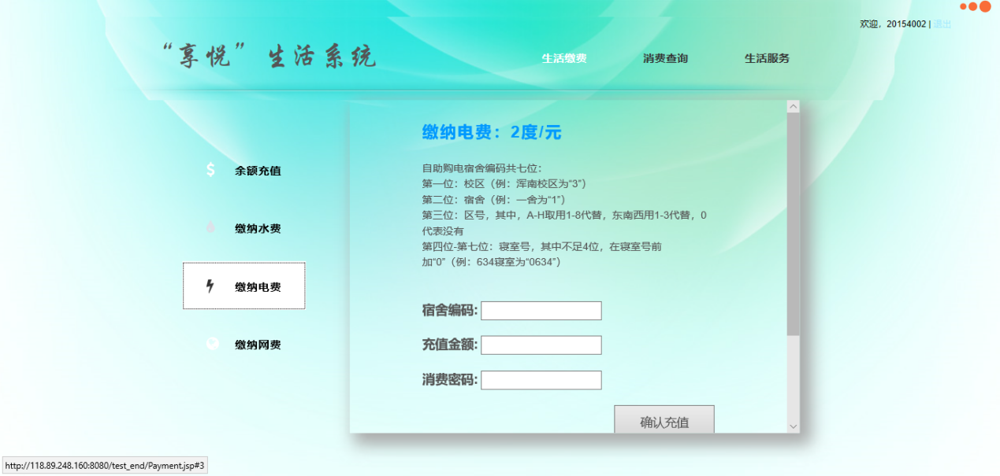 欢迎，20154002 | 退出
“享悦”生活系统
生活缴费 消费查询 生活服务
余额充值
缴纳水费
缴纳电费
缴纳网费
缴纳电费：2度/元
自助购电宿舍编码共七位：
第一位：校区（例：浑南校区为“3”）
第二位：宿舍（例：一舍为“1”）
第三位：区号，其中，A-H取用1-8代替，东南西用1-3代替，0
代表没有
第四位-第七位：寝室号，其中不足4位，在寝室号前
加“0”（例：634寝室为“0634”）
宿舍编码:
充值金额:
消费密码:
确认充值
http://118.89.248.160:8080/test_end/Payment.jsp#3